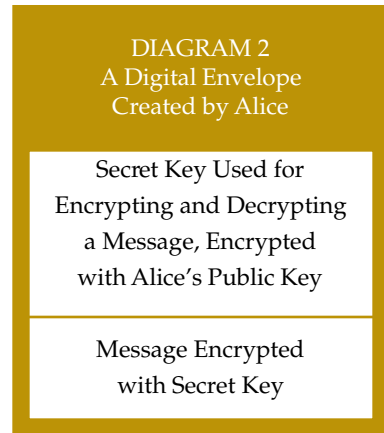 DIAGRAM 2
A Digital Envelope
Created by Alice
Secret Key Used for
Encrypting and Decrypting
a Message, Encrypted
with Alice’s Public Key
Message Encrypted
with Secret Key